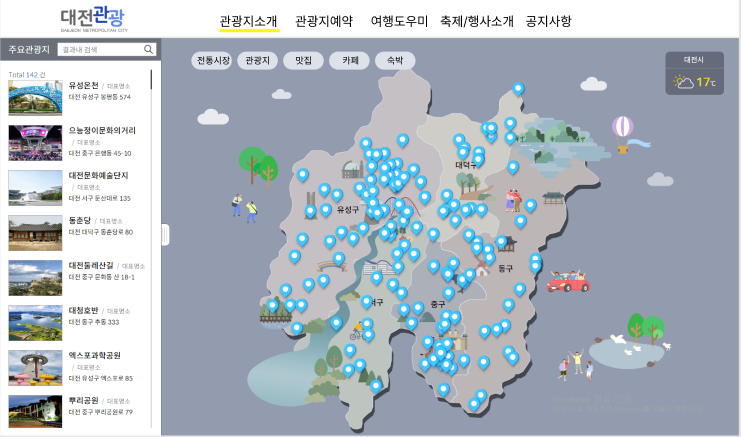 대전관광
DAEJEON METROPOLITAN CITY
관광지소개 관광지예약 여행도우미 축제/행사소개 공지사항
주요관광지
결과내 검색
Total 142 건
유성온천 / 대표명소
대전 유성구 봉명동 574
으능정이문화의거리
/ 대표명소
대전 중구 은행동 45-10
대전문화예술단지
/ 대표명소
대전 서구 둔산대로 135
동춘당 / 대표명소
대전 대덕구 동춘당로 80
대전둘레산길 / 대표명소
대전 중구 문화동 산 18-1
대청호반 / 대표명소
대전 동구 추동 333
엑스포과학공원
/ 대표명소
대전 유성구 엑스포로 85
뿌리공원 / 대표명소
대전 중구 뿌리공원로 79
전통시장 관광지 맛집 카페 숙박
대전시
17℃
대덕구
유성구
동구
구
중구